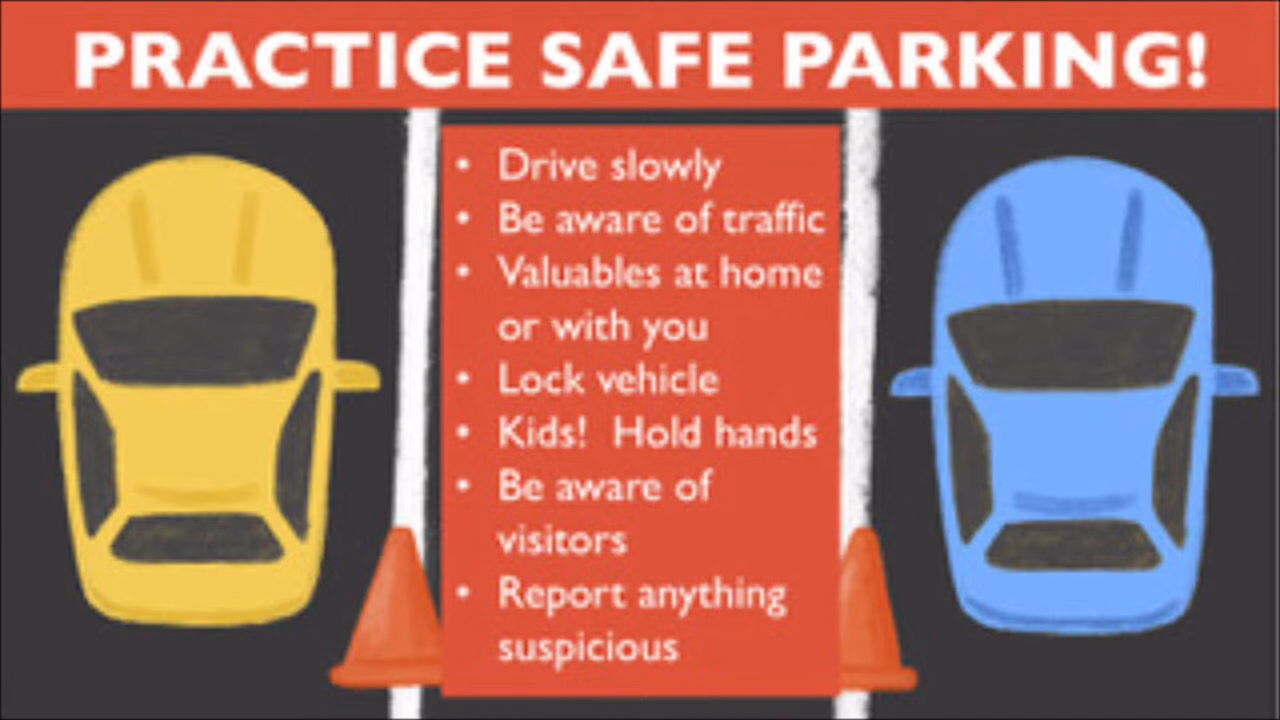 PRACTICE SAFE PARKING!
• Drive slowly
• Be aware of traffic
• Valuables at home
or with you
• Lock vehicle
• Kids!  Hold hands
• Be aware of
visitors
• Report anything
suspicious